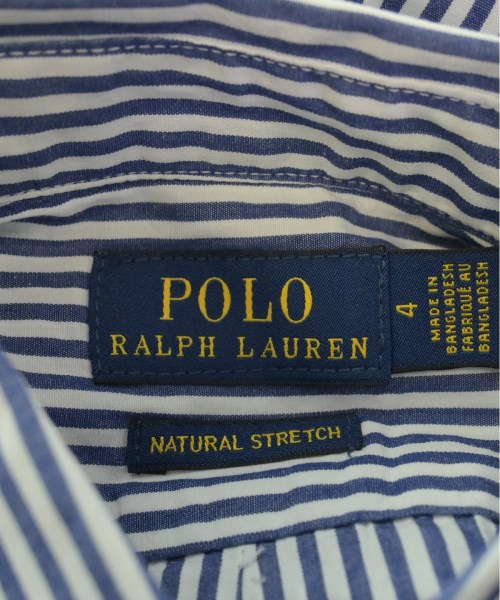 POLO
RALPH LAUREN
4
MADE IN
BANGLADESH
FABRIQUÉ AU
BANGLADESH
NATURAL STRETCH